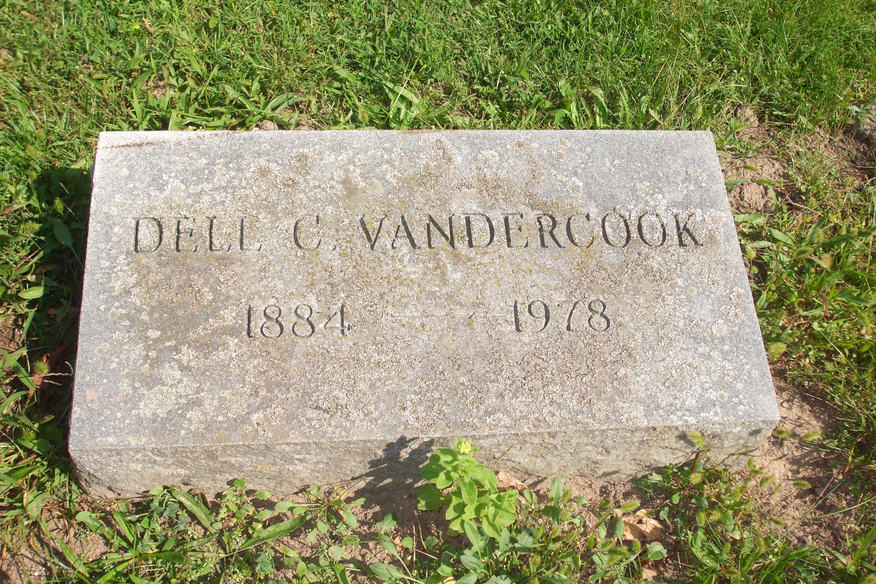 DELL C. VANDERCOOK
1884 — 1978